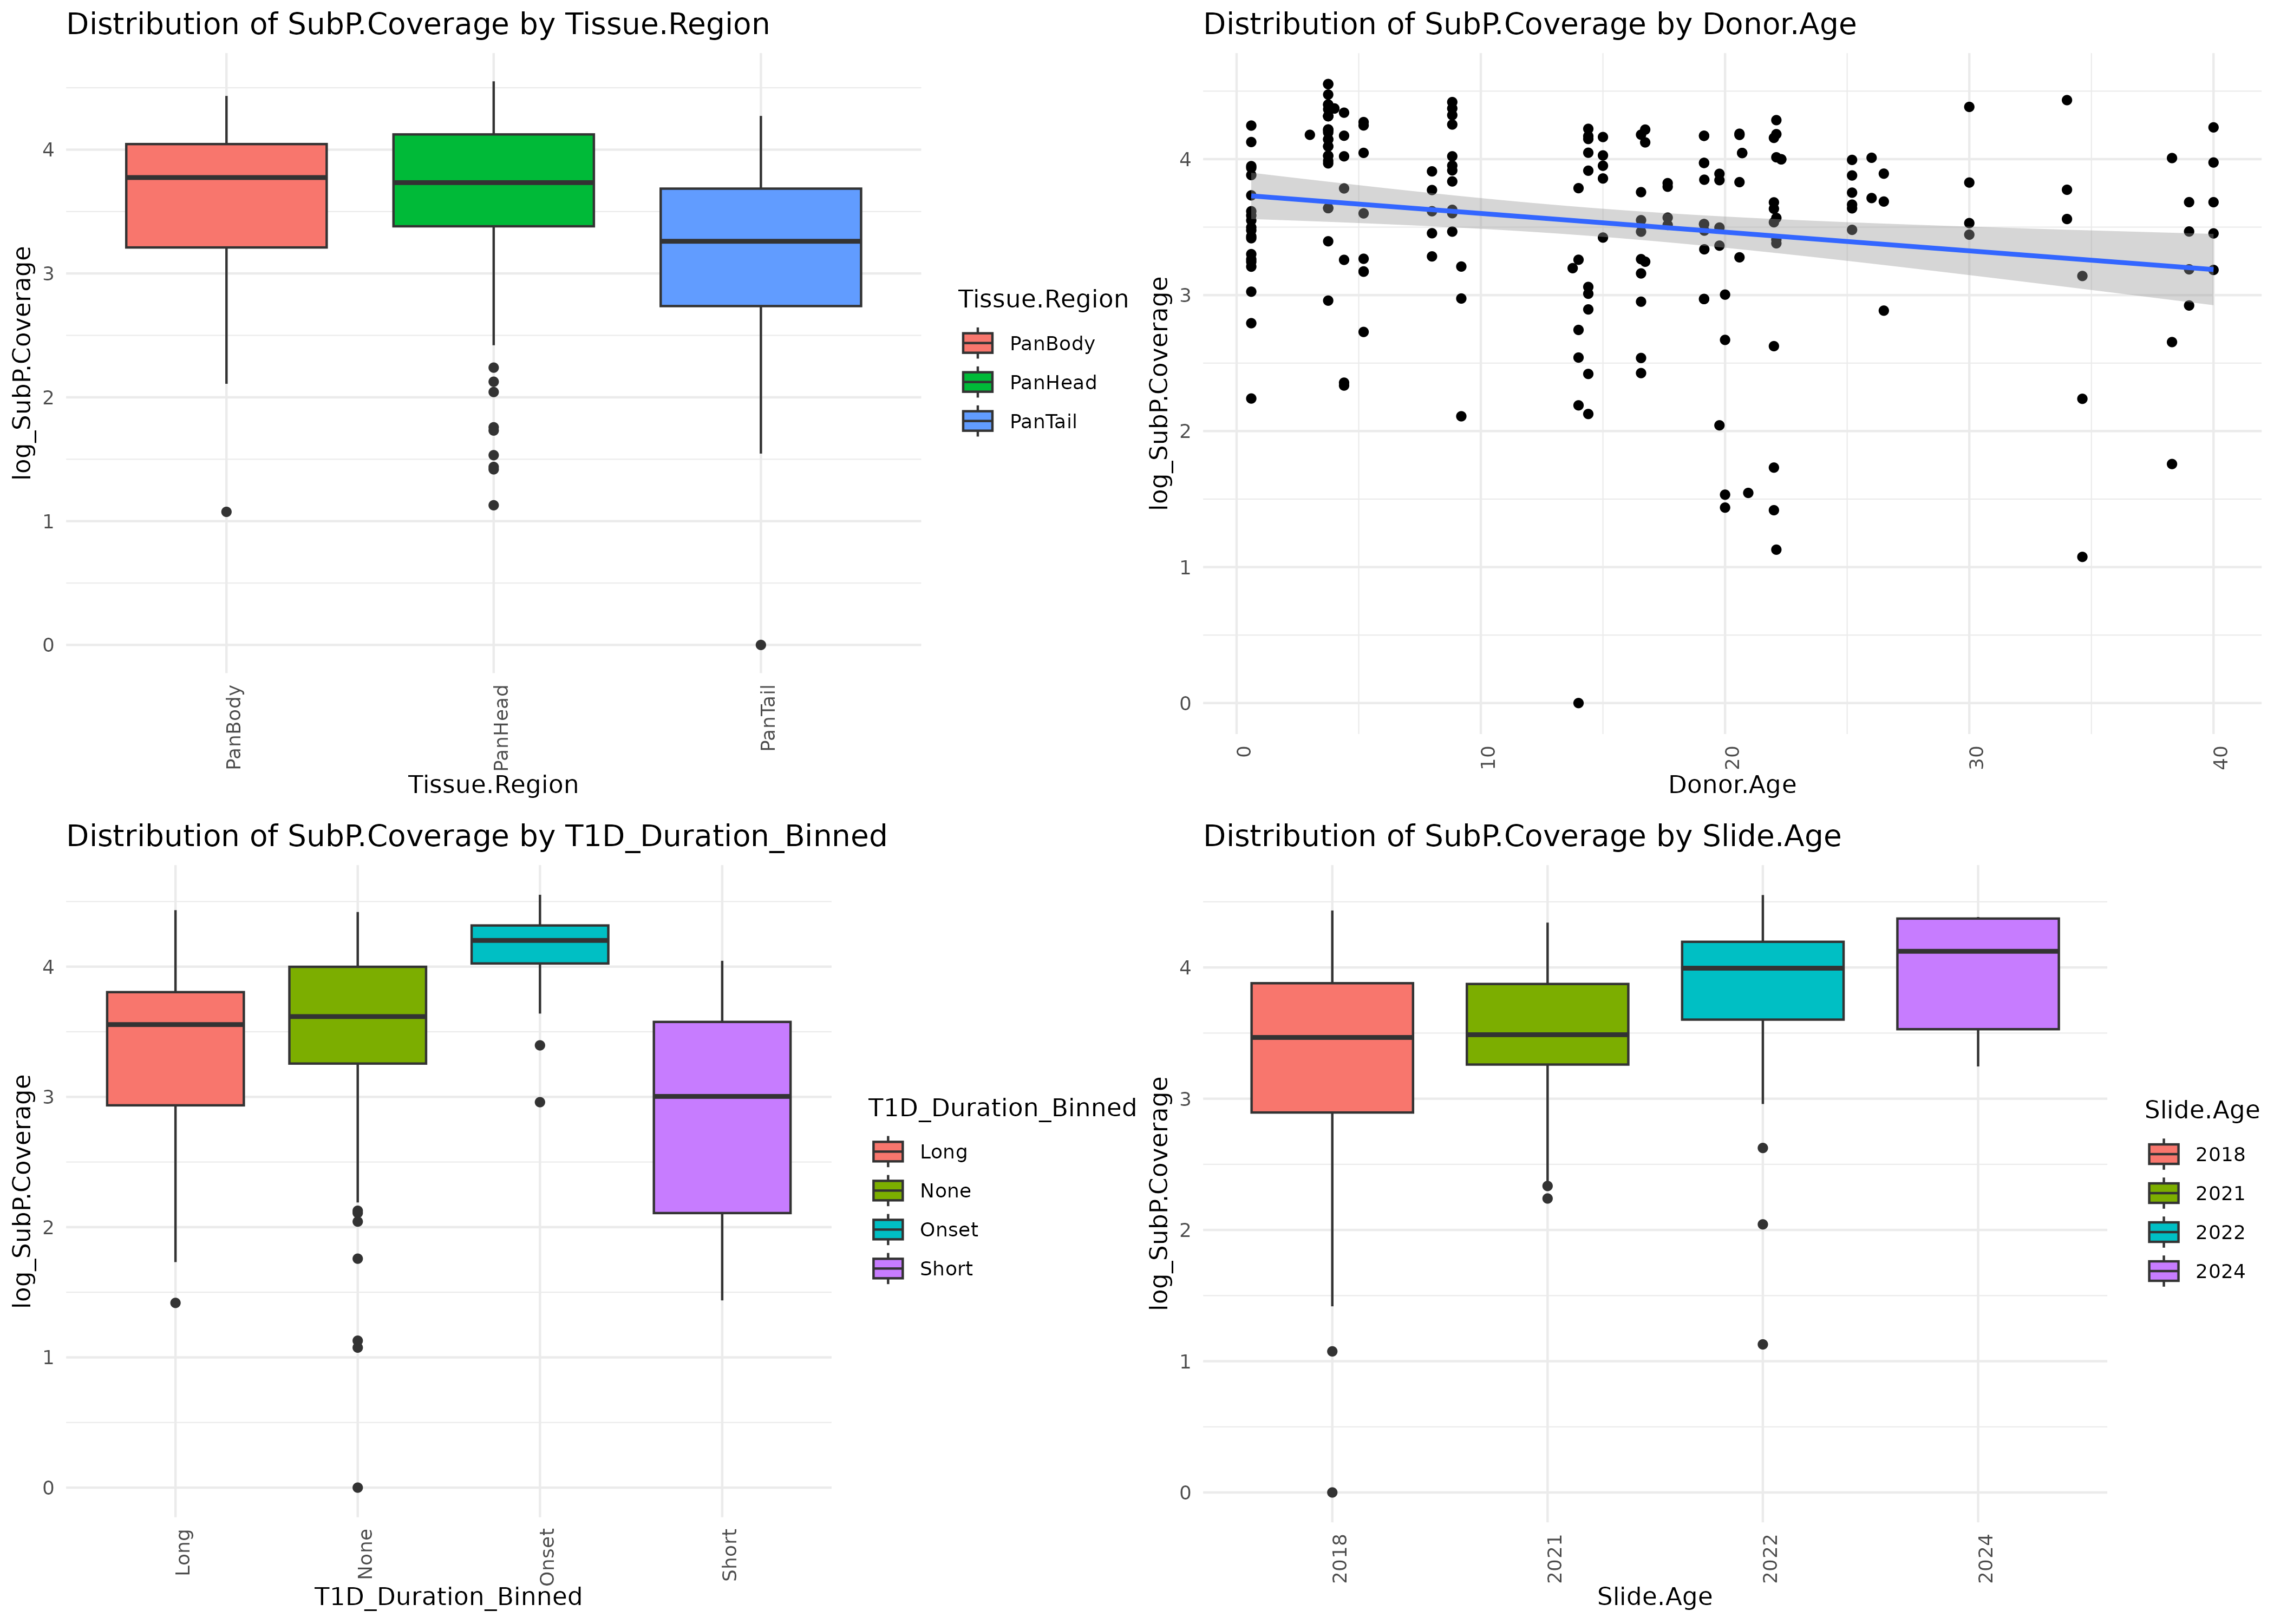 Distribution of SubP.Coverage by Tissue.Region
log_SubP.Coverage
4
3
2
1
0
PanBody
PanHead
PanTail
Tissue.Region
Tissue.Region
PanBody
PanHead
PanTail
Distribution of SubP.Coverage by Donor.Age
log_SubP.Coverage
4
3
2
1
0
0
10
20
30
40
Donor.Age
Distribution of SubP.Coverage by T1D_Duration_Binned
log_SubP.Coverage
4
3
2
1
0
Long
None
Onset
Short
T1D_Duration_Binned
T1D_Duration_Binned
Long
None
Onset
Short
Distribution of SubP.Coverage by Slide.Age
log_SubP.Coverage
4
3
2
1
0
2018
2021
2022
2024
Slide.Age
Slide.Age
2018
2021
2022
2024